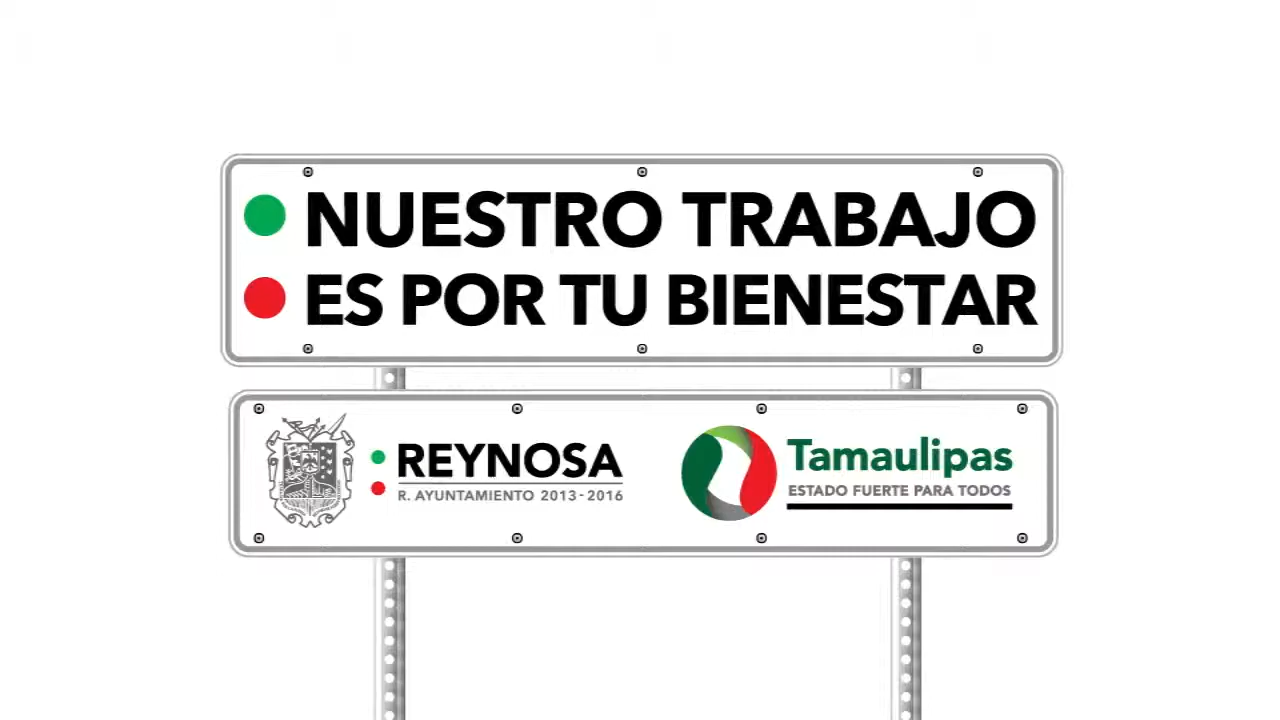 NUESTRO TRABAJO
ES POR TU BIENESTAR
REYNOSA
R. AYUNTAMIENTO 2013-2016
Tamaulipas
ESTADO FUERTE PARA TODOS